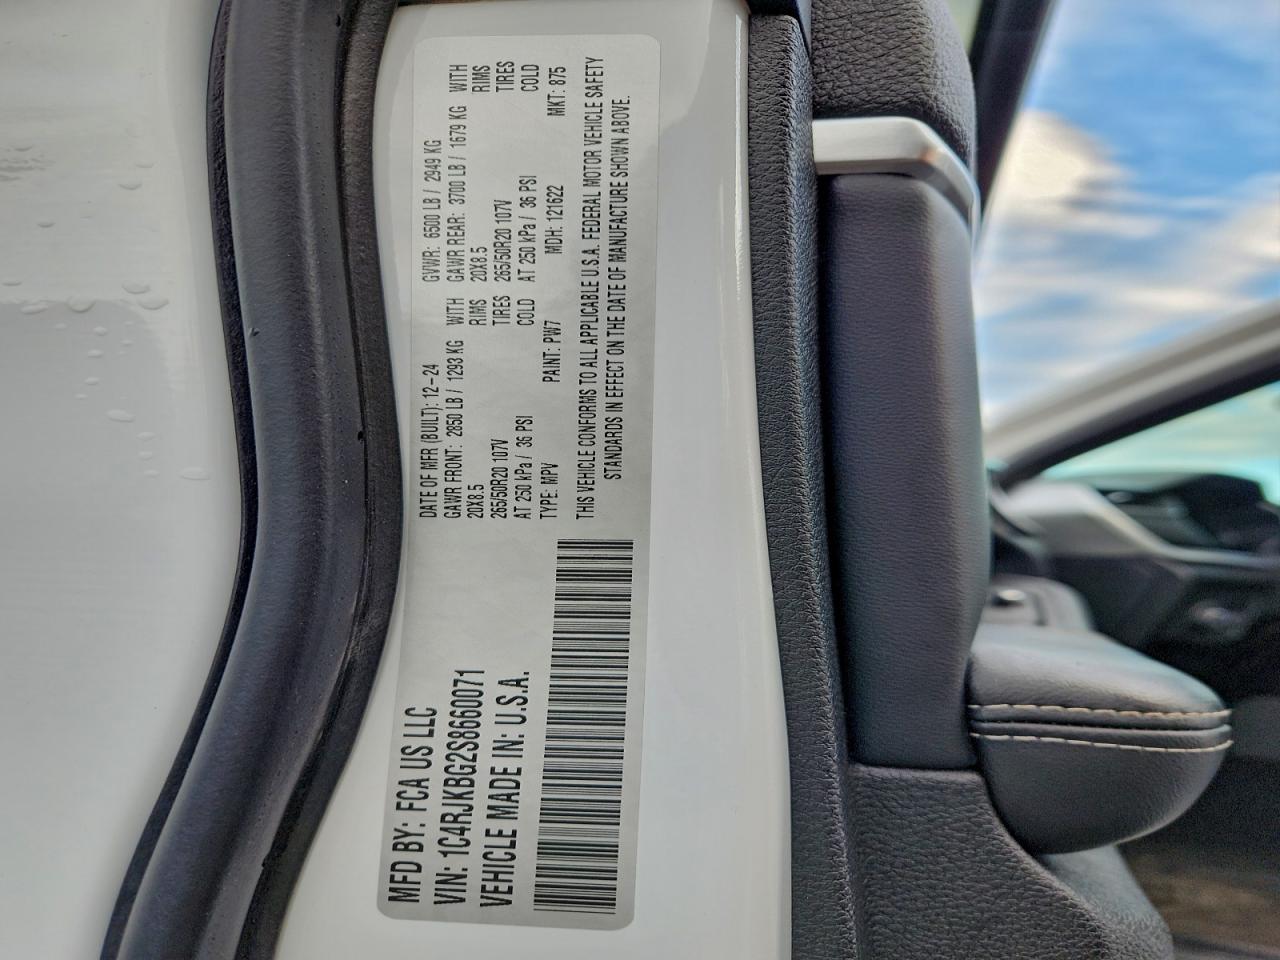 MFD BY: FCA US LLC
VIN: 1C4RJKBG2S8660071
VEHICLE MADE IN: U.S.A.
DATE OF MFR (BUILT): 12-24 GVWR: 6500 LB / 2949 KG
GAWR FRONT: 2850 LB / 1293 KG WITH GAWR REAR: 3700 LB / 1679 KG WITH
20X8.5 RIMS 20X8.5 RIMS
265/50R20 107V TIRES 265/50R20 107V TIRES
AT 250 kPa / 36 PSI COLD AT 250 kPa / 36 PSI COLD
TYPE: MPV PAINT: PW7 MDH: 121622 MKT: 875
THIS VEHICLE CONFORMS TO ALL APPLICABLE U.S.A. FEDERAL MOTOR VEHICLE SAFETY
STANDARDS IN EFFECT ON THE DATE OF MANUFACTURE SHOWN ABOVE.